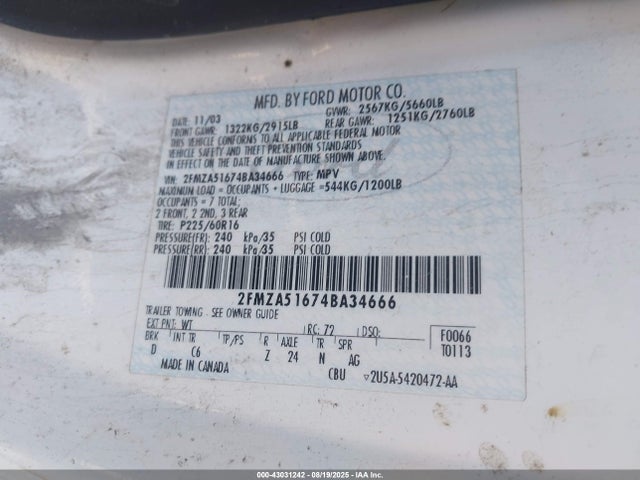 MFD. BY FORD MOTOR CO.
DATE: 11/03 GVWR: 2567KG/5660LB
FRONT GAWR: 1322KG/2915LB REAR GAWR: 1251KG/2760LB
THIS VEHICLE CONFORMS TO ALL APPLICABLE FEDERAL MOTOR
VEHICLE SAFETY AND THEFT PREVENTION STANDARDS
IN EFFECT ON THE DATE OF MANUFACTURE SHOWN ABOVE.
VIN: 2FMZA51674BA34666 TYPE: MPV
MAXIMUM LOAD = OCCUPANTS + LUGGAGE = 544KG/1200LB
OCCUPANTS = 7 TOTAL:
2 FRONT, 2 2ND, 3 REAR
TIRE: P225/60R16
PRESSURE(FR): 240 kPa/35 PSI COLD
PRESSURE(RR): 240 kPa/35 PSI COLD
2FMZA51674BA34666
TRAILER TOWING - SEE OWNER GUIDE
EXT PNT: WT RC: 72 DSO: F0066
BRK INT TR TP/PS R AXLE TR SPR T0113
D C6 Z 24 N AG
MADE IN CANADA CBU ▽2U5A-5420472-AA
Ford
000-43031242 - 08/19/2025 - IAA Inc.